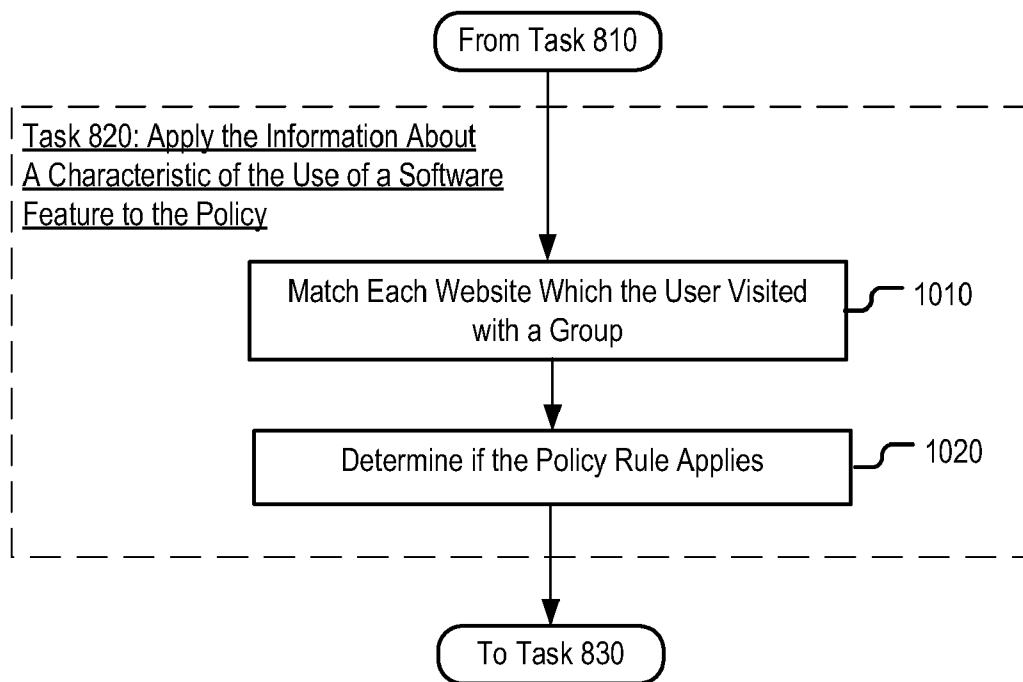 From Task 810
Task 820: Apply the Information About
A Characteristic of the Use of a Software
Feature to the Policy
Match Each Website Which the User Visited
with a Group
1010
Determine if the Policy Rule Applies
1020
To Task 830